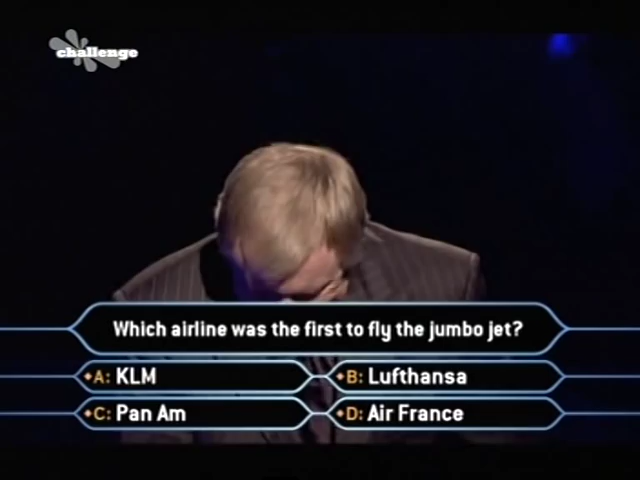 challenge
Which airline was the first to fly the jumbo jet?
A: KLM
B: Lufthansa
C: Pan Am
D: Air France